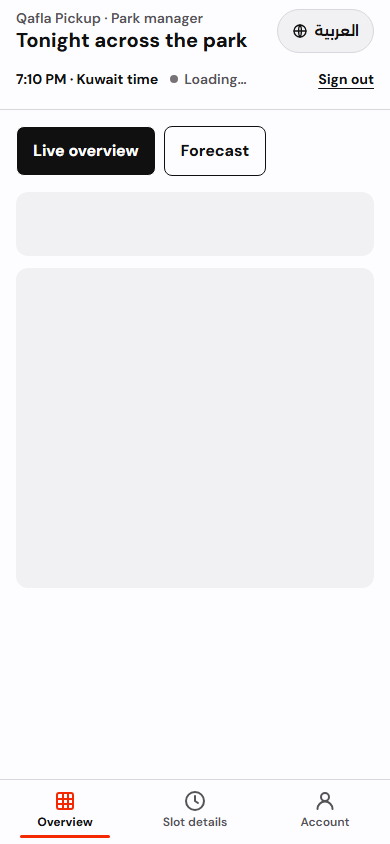 Qafla Pickup · Park manager
Tonight across the park
العربية
7:10 PM · Kuwait time
Loading…
Sign out
Live overview
Forecast
Overview
Slot details
Account